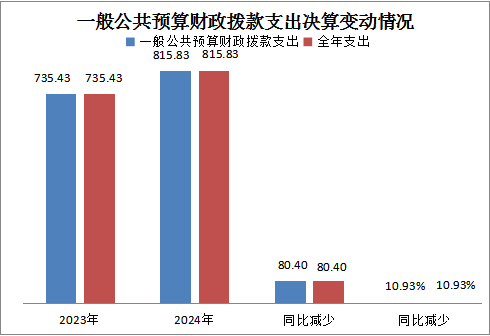 一般公共预算财政拨款支出决算变动情况
一般公共预算财政拨款支出 全年支出
735.43 735.43 815.83 815.83 80.40 80.40 10.93% 10.93%
2023年 2024年 同比减少 同比减少